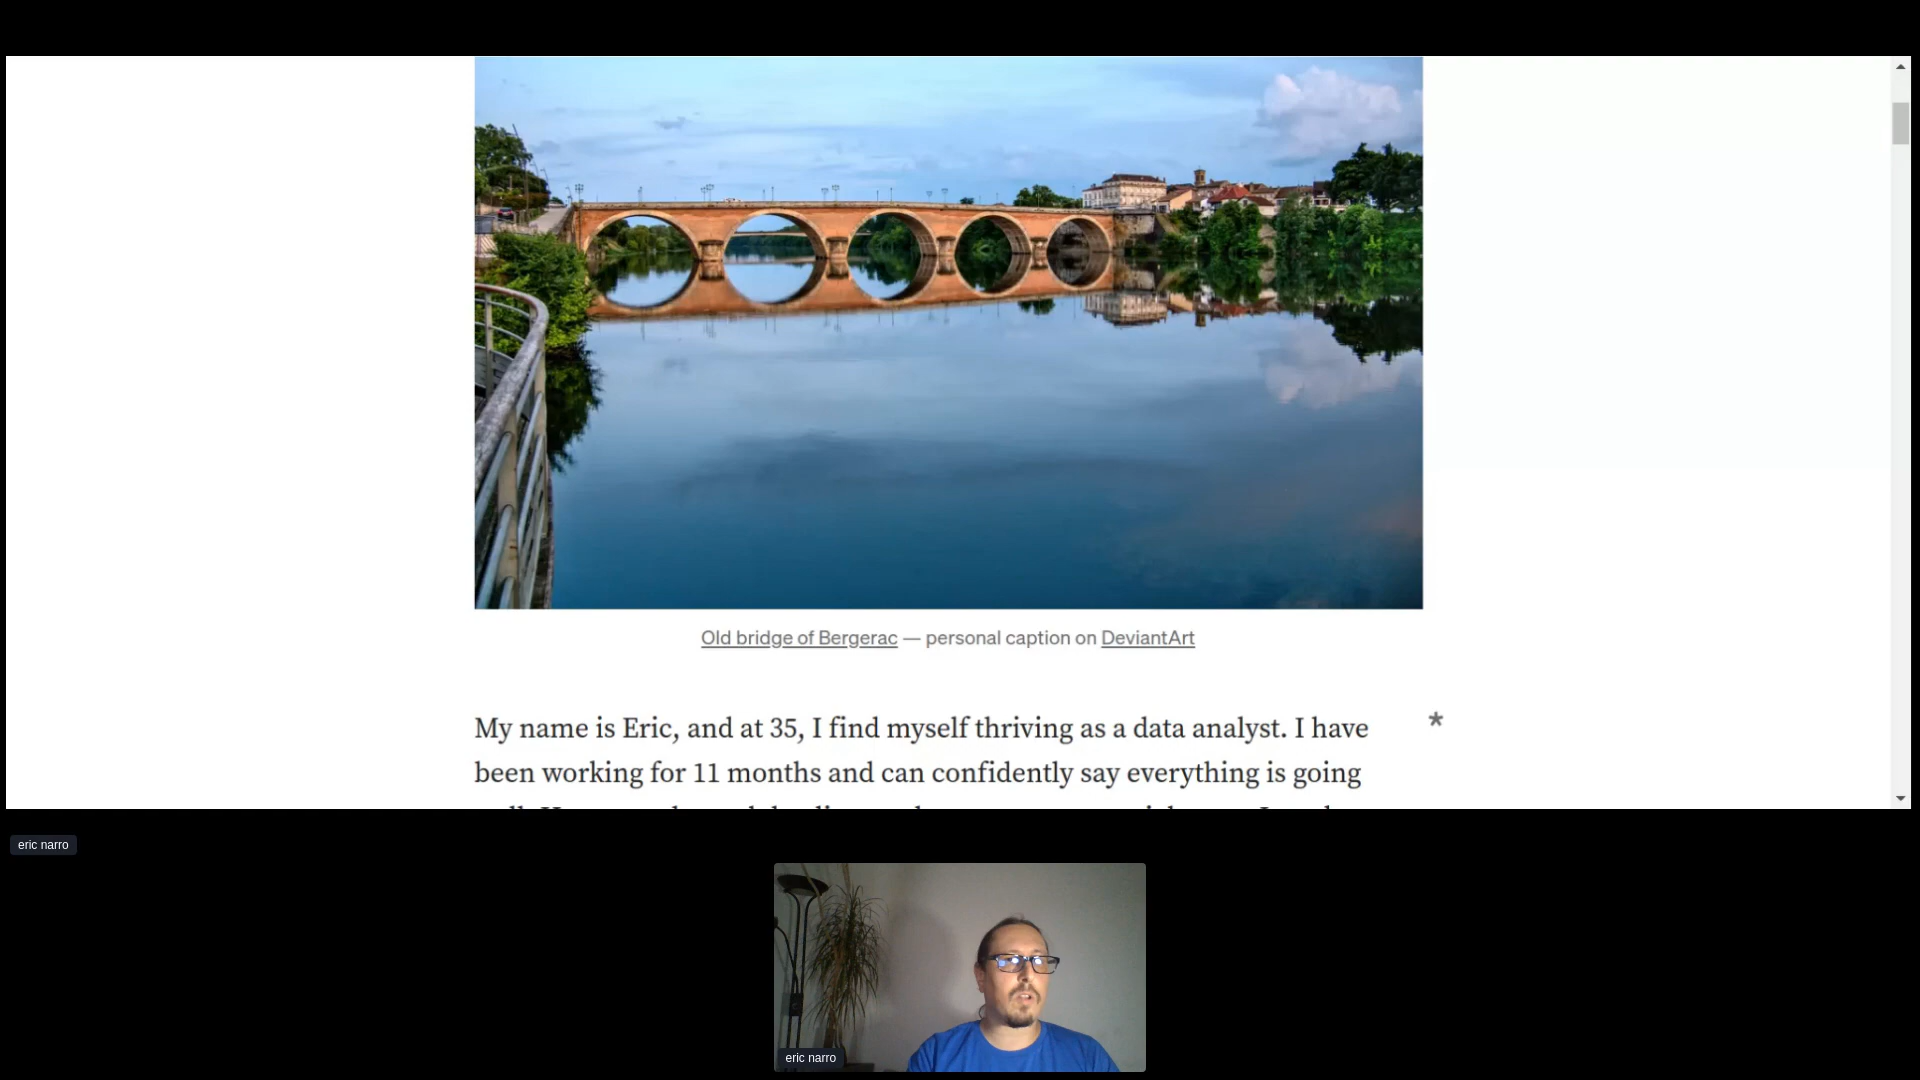 Old bridge of Bergerac — personal caption on DeviantArt
My name is Eric, and at 35, I find myself thriving as a data analyst. I have
*
been working for 11 months and can confidently say everything is going
eric narro
eric narro